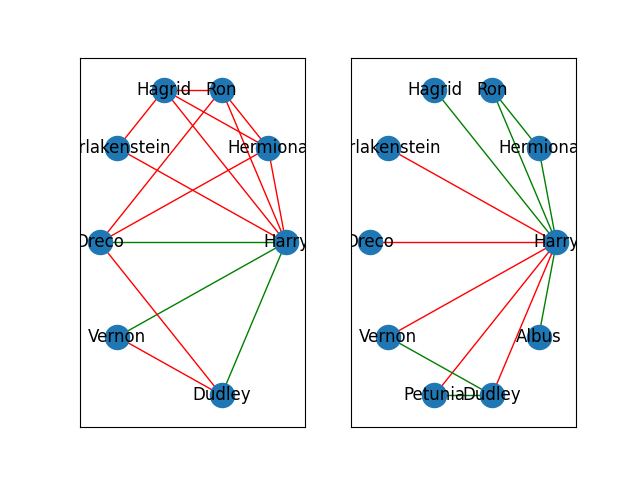 Hagrid
Ron
rlakenstein
Hermiona
Dreco
Harry
Vernon
Dudley
Hagrid
Ron
rlakenstein
Hermiona
Dreco
Harry
Vernon
Albus
Petunia
Dudley